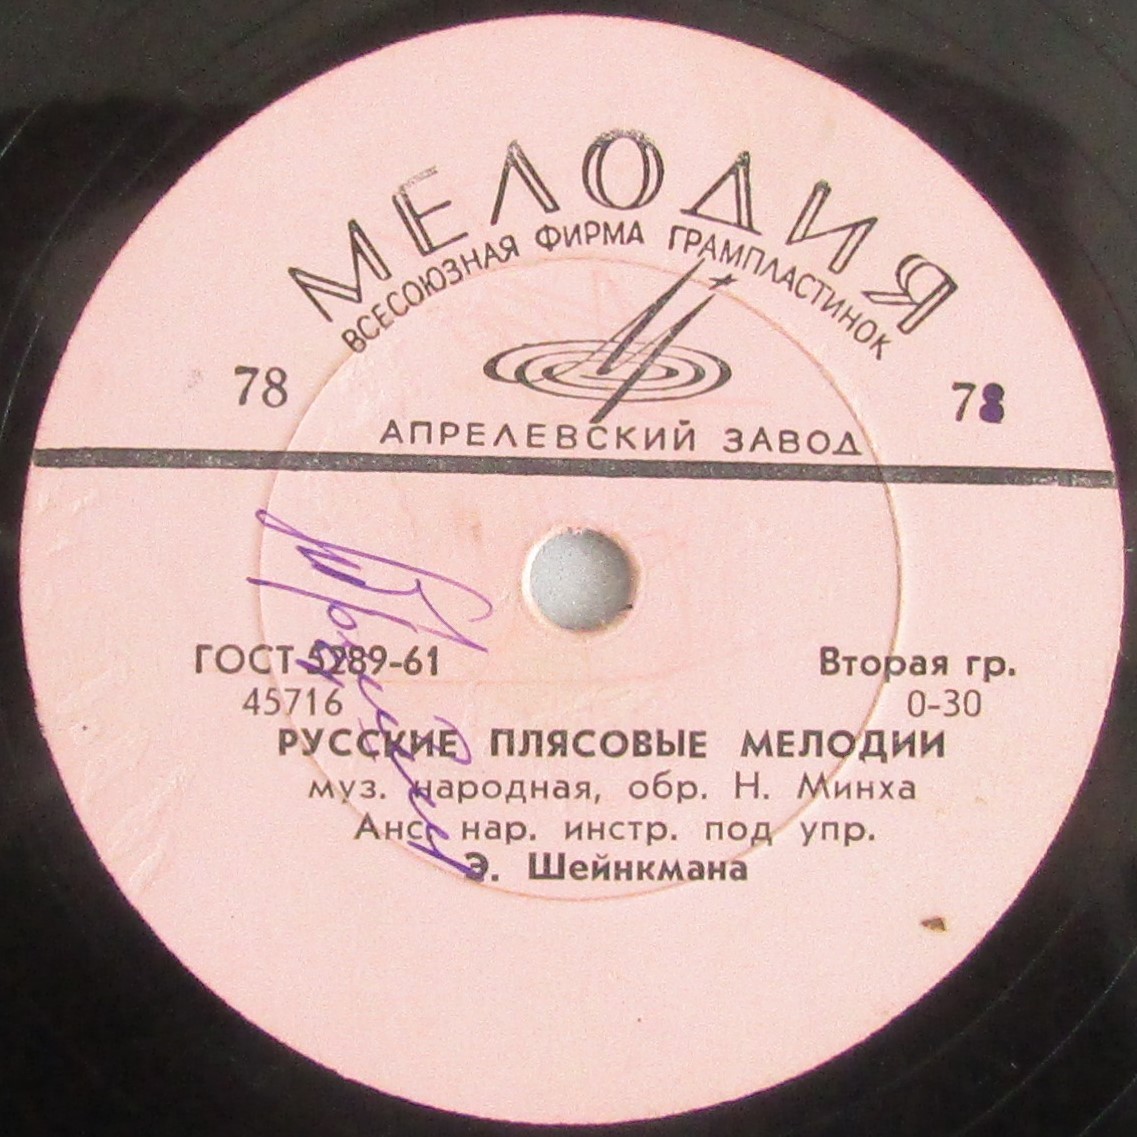 МЕЛОДИЯ
ВСЕСОЮЗНАЯ ФИРМА ГРАМПЛАСТИНОК
78 78
АПРЕЛЕВСКИЙ ЗАВОД
ГОСТ 5289-61 Вторая гр.
45716 0-30
РУССКИЕ ПЛЯСОВЫЕ МЕЛОДИИ
муз. народная, обр. Н. Минха
Анс. нар. инстр. под упр.
Э. Шейнкмана